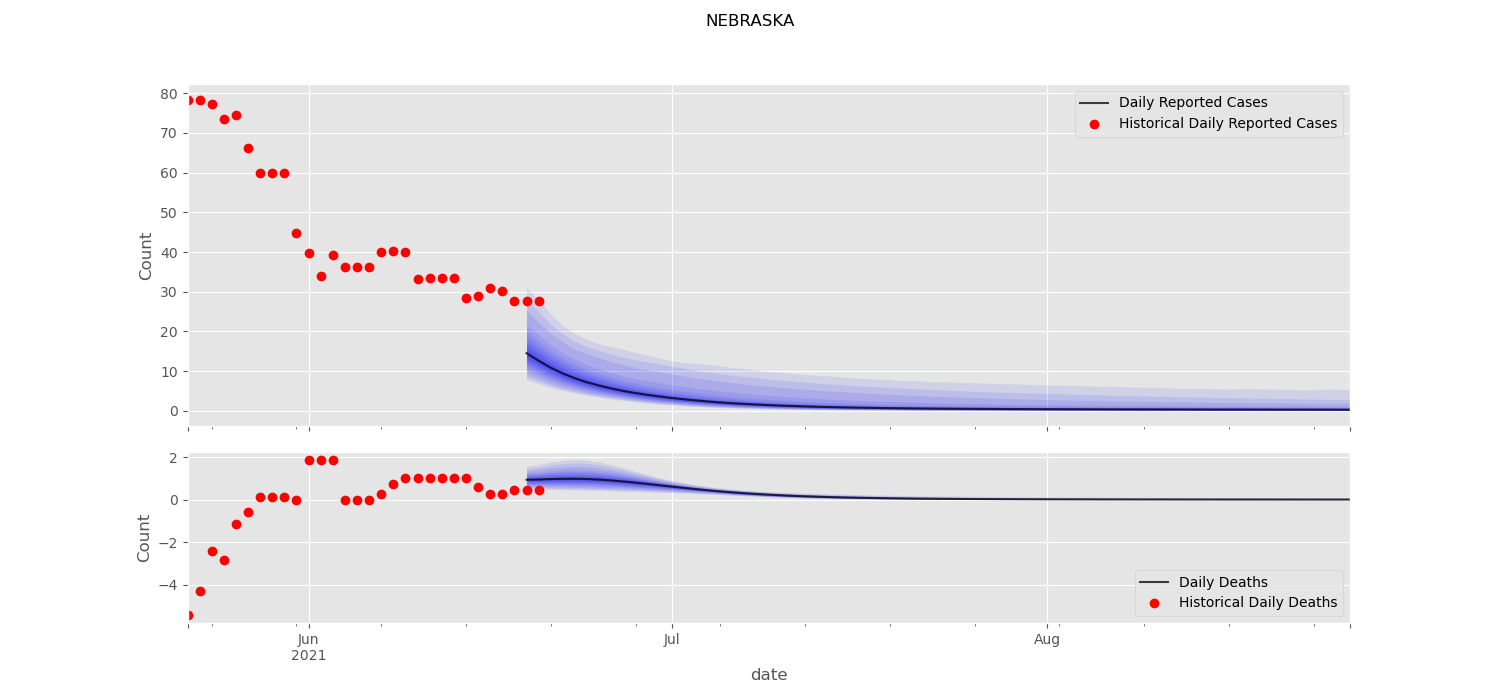 NEBRASKA
80
70
60
50
40
30
20
10
0
Count
Daily Reported Cases
Historical Daily Reported Cases
2
0
−2
−4
Count
Daily Deaths
Historical Daily Deaths
Jun
2021
Jul
Aug
date